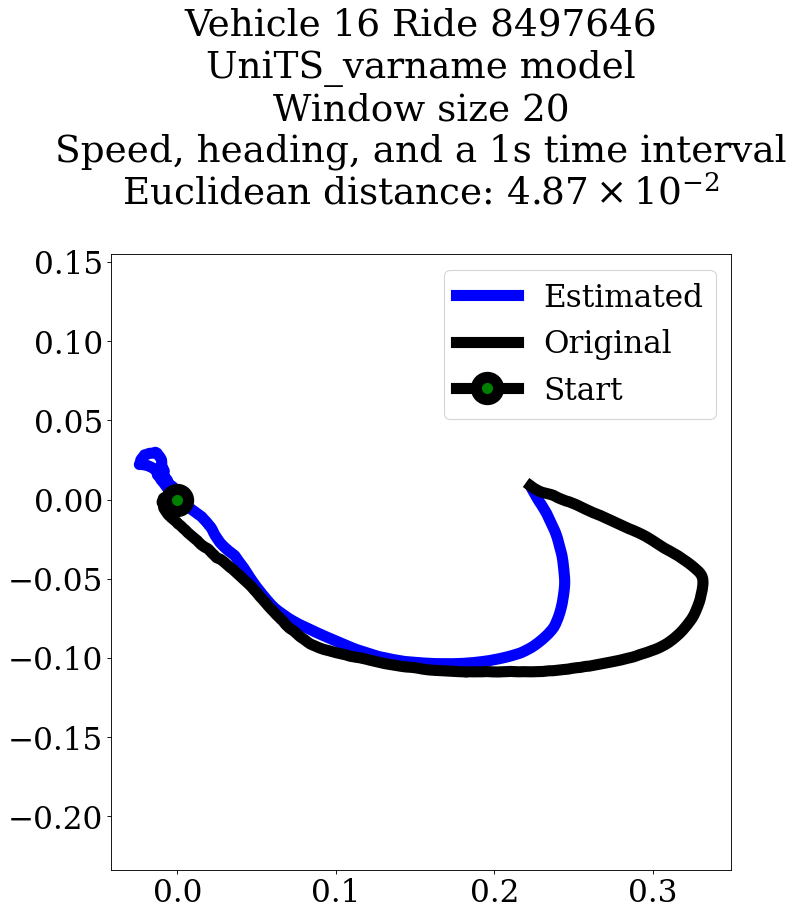 Vehicle 16 Ride 8497646
UniTS_varname model
Window size 20
Speed, heading, and a 1s time interval
Euclidean distance: 4.87 × 10⁻²
Estimated
Original
Start
0.15
0.10
0.05
0.00
−0.05
−0.10
−0.15
−0.20
0.0 0.1 0.2 0.3